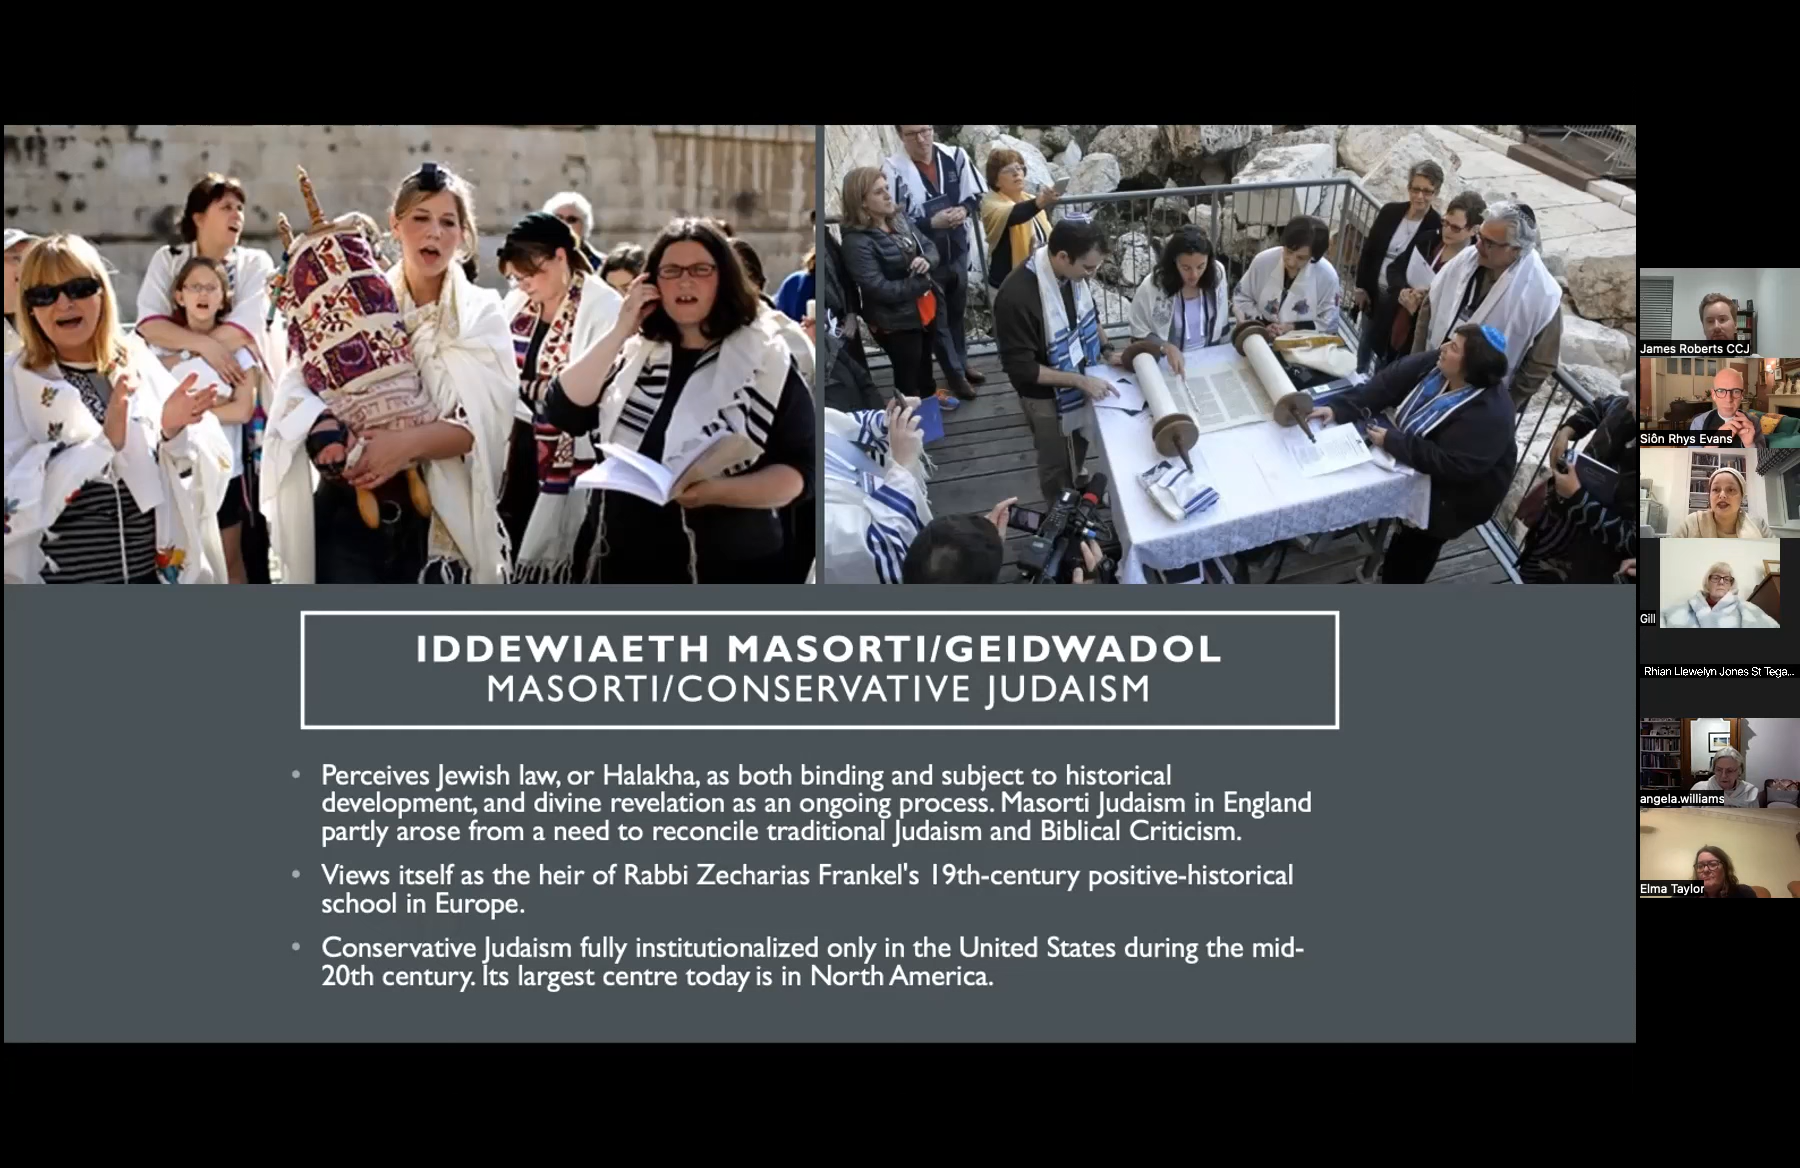 IDDEWIAETH MASORTI/GEIDWADOL
MASORTI/CONSERVATIVE JUDAISM
• Perceives Jewish law, or Halakha, as both binding and subject to historical
development, and divine revelation as an ongoing process. Masorti Judaism in England
partly arose from a need to reconcile traditional Judaism and Biblical Criticism.
• Views itself as the heir of Rabbi Zecharias Frankel's 19th-century positive-historical
school in Europe.
• Conservative Judaism fully institutionalized only in the United States during the mid-
20th century. Its largest centre today is in North America.
James Roberts CCJ
Siôn Rhys Evans
Gill
Rhian Llewelyn Jones St Tega...
angela.williams
Elma Taylor